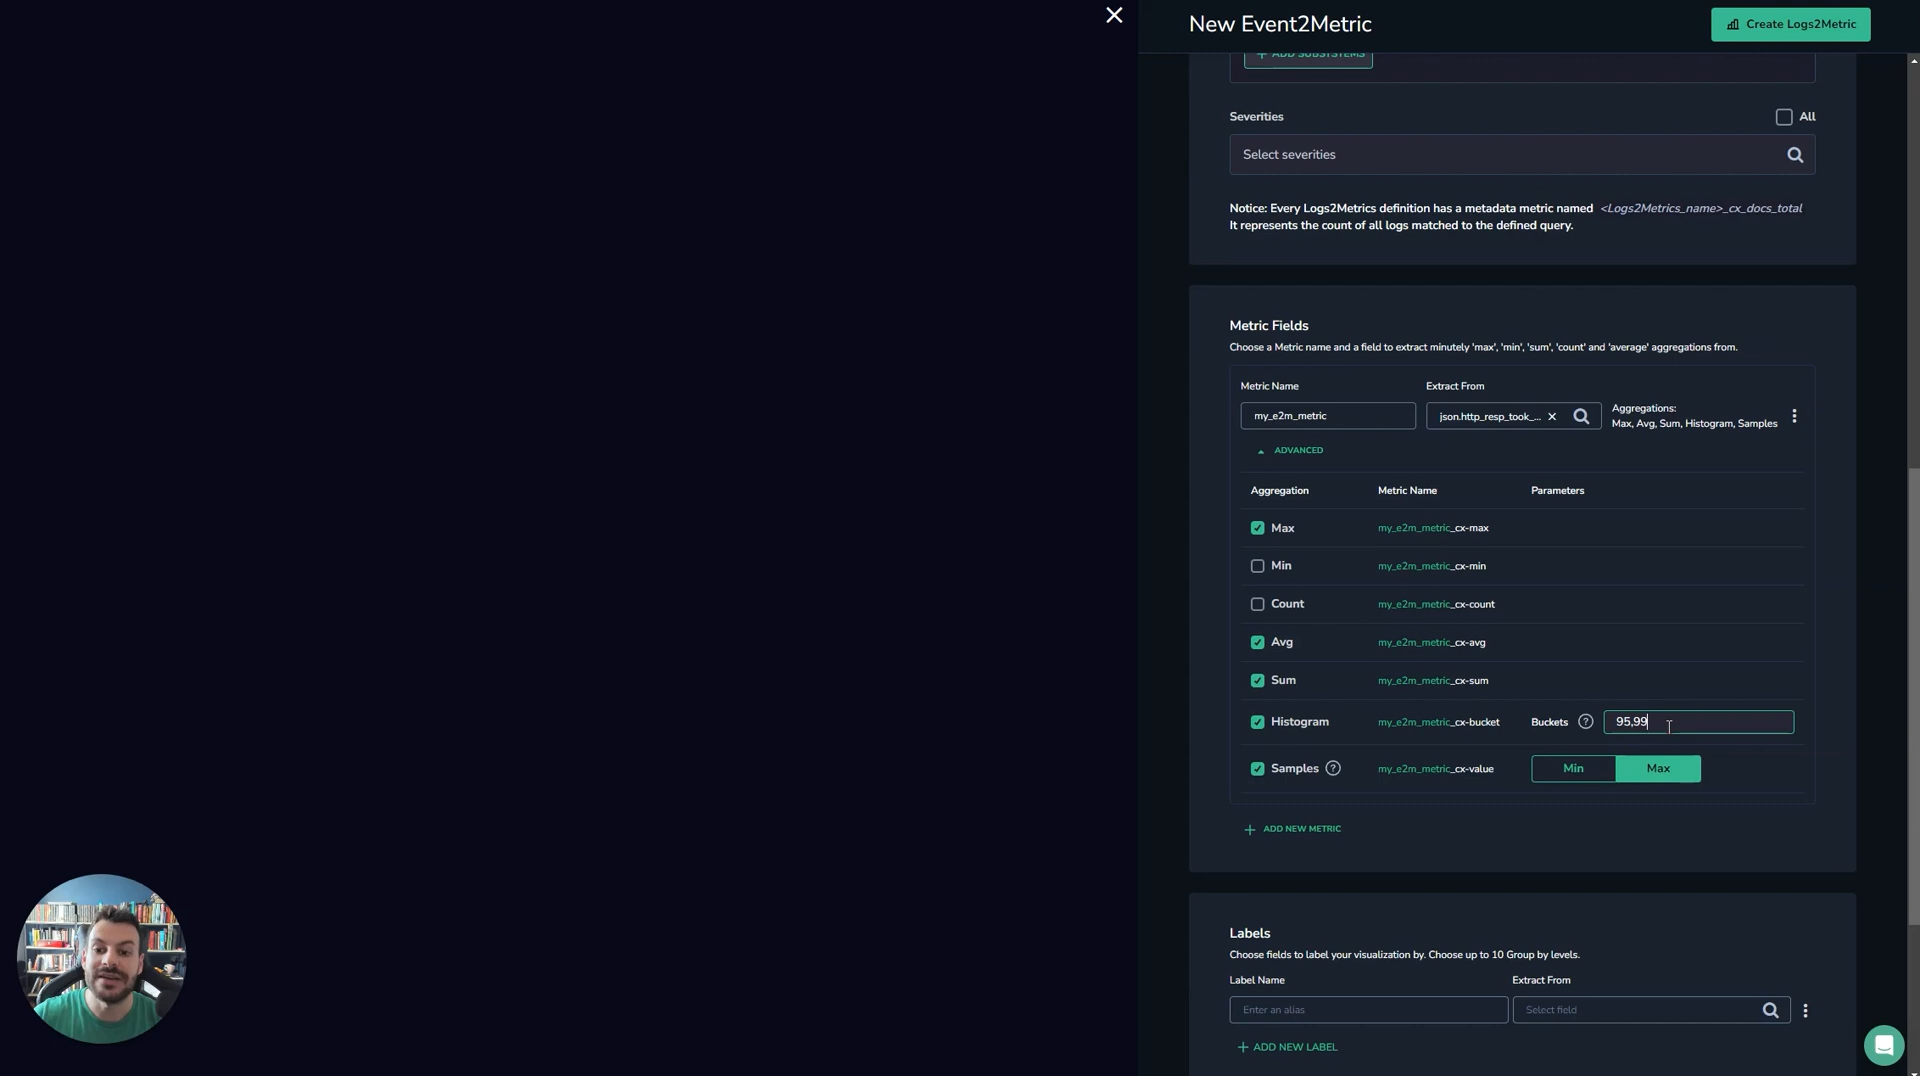 New Event2Metric
Create Logs2Metric
+ ADD SUBSYSTEMS
Severities
All
Select severities
Notice: Every Logs2Metrics definition has a metadata metric named <Logs2Metrics_name>_cx_docs_total
It represents the count of all logs matched to the defined query.
Metric Fields
Choose a Metric name and a field to extract minutely 'max', 'min', 'sum', 'count' and 'average' aggregations from.
Metric Name
Extract From
my_e2m_metric
json.http_resp_took_...
Aggregations:
Max, Avg, Sum, Histogram, Samples
ADVANCED
Aggregation Metric Name Parameters
Max my_e2m_metric_cx-max
Min my_e2m_metric_cx-min
Count my_e2m_metric_cx-count
Avg my_e2m_metric_cx-avg
Sum my_e2m_metric_cx-sum
Histogram my_e2m_metric_cx-bucket Buckets ? 95,99
Samples ? my_e2m_metric_cx-value Min Max
+ ADD NEW METRIC
Labels
Choose fields to label your visualization by. Choose up to 10 Group by levels.
Label Name Extract From
Enter an alias Select field
+ ADD NEW LABEL